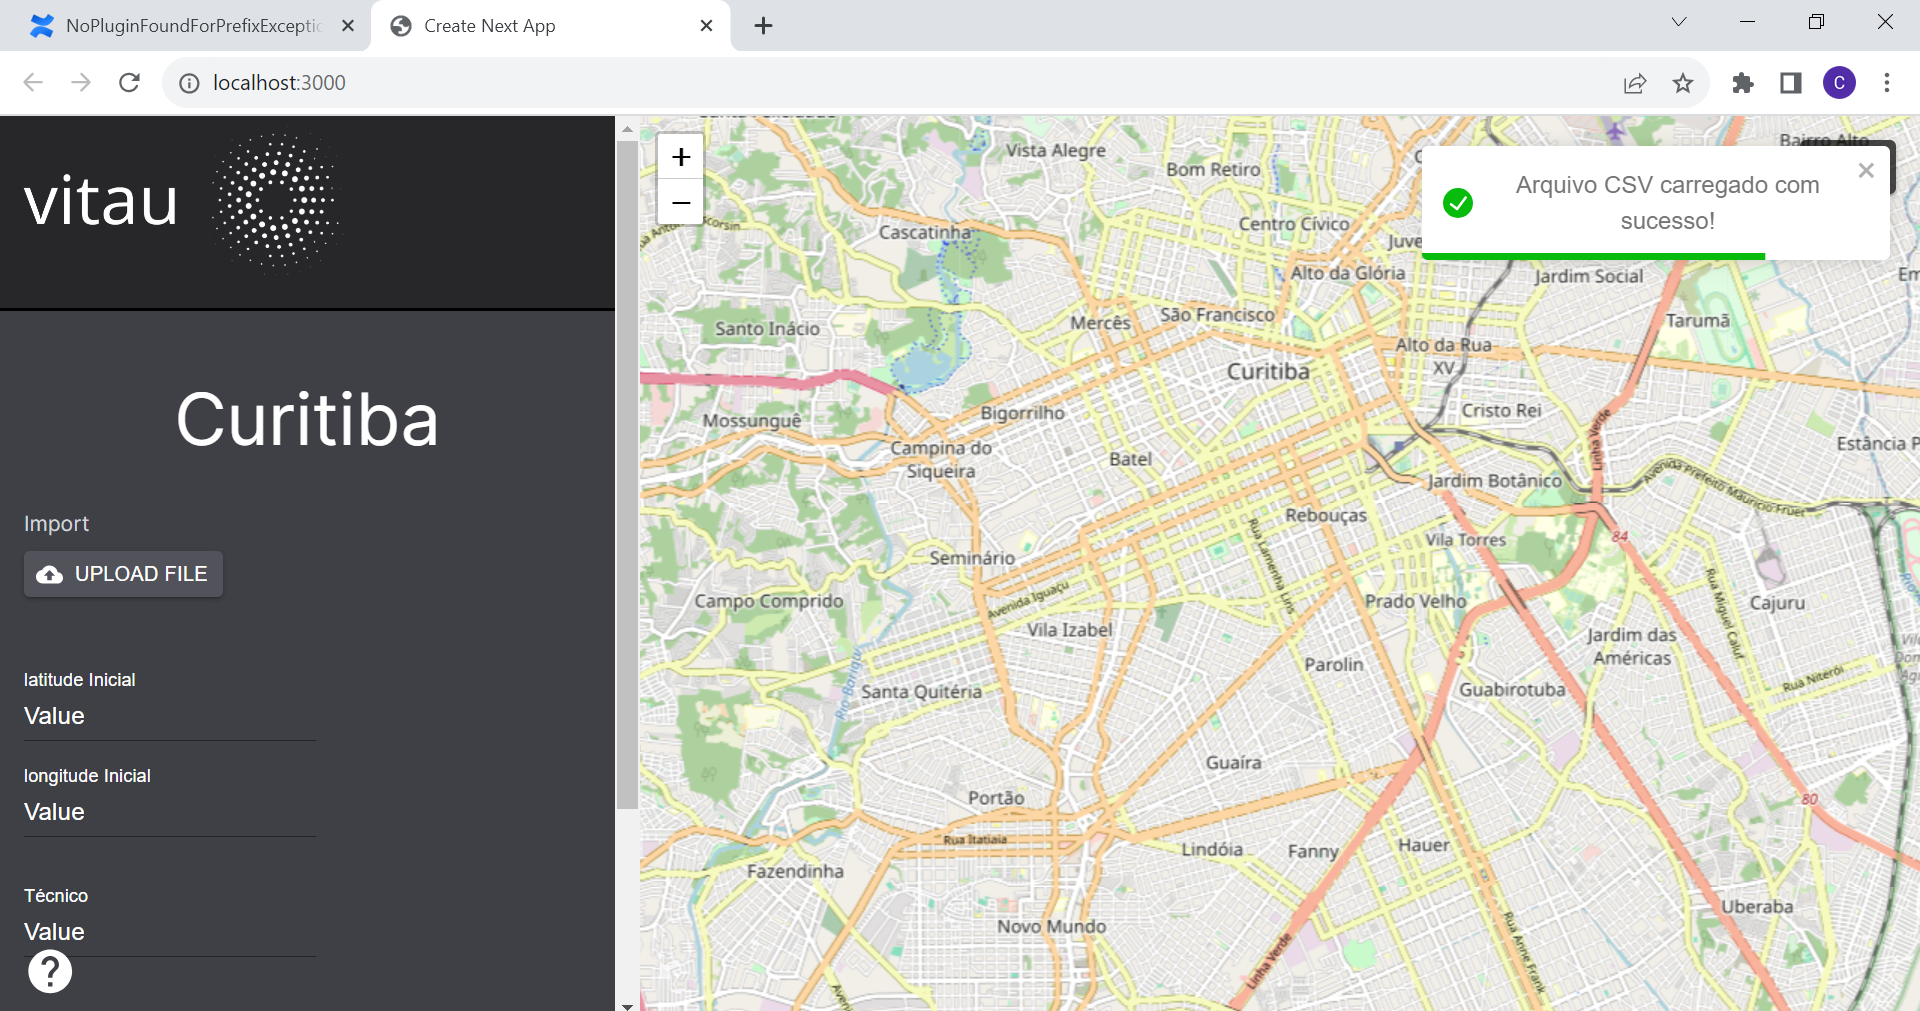 NoPluginFoundForPrefixExceptio
Create Next App
localhost:3000
C
vitau
Curitiba
Import
UPLOAD FILE
latitude Inicial
Value
longitude Inicial
Value
Técnico
Value
?
+
−
Arquivo CSV carregado com
sucesso!
Vista Alegre
Bom Retiro
Bairro Alto
Centro Cívico
Cascatinha
Juve
Alto da Glória
Jardim Social
Em
Santo Inácio
Mercês
São Francisco
Tarumã
Alto da Rua
XV
Curitiba
Mossunguê
Bigorrilho
Cristo Rei
Linha Verde
Estância P
Campina do
Siqueira
Batel
Jardim Botânico
Avenida Prefeito Maurício Fruet
Rebouças
Rua Lamenha Lins
Vila Torres
84
Seminário
Avenida Iguaçu
Campo Comprido
Prado Velho
Cajuru
Rua Miguel Caluf
Vila Izabel
Jardim das
Américas
Rio Barigui
Parolin
Santa Quitéria
Guabirotuba
Rua Niterói
Guaíra
Portão
80
Rua Itatiaia
Lindóia
Fanny
Hauer
Fazendinha
Uberaba
Novo Mundo
Linha Verde
Rua Anne Frank
Aven